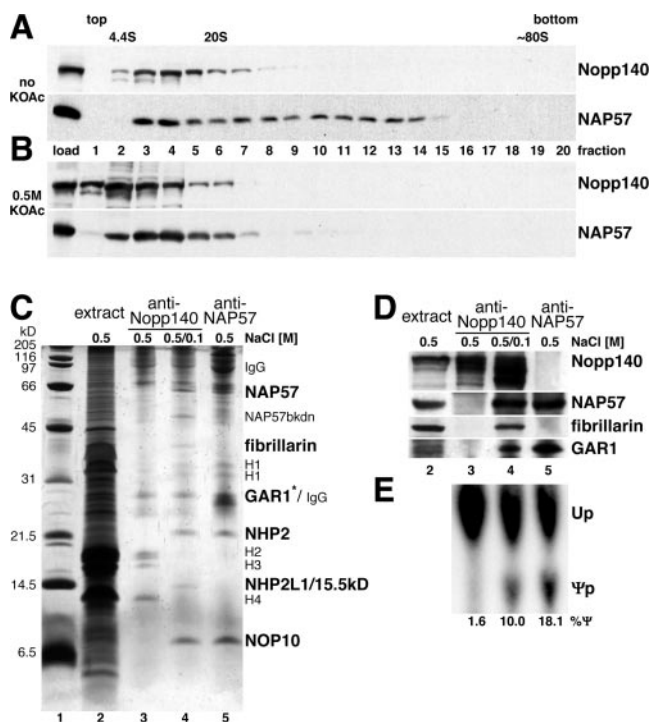 top bottom
A 4.4S 20S ~80S
no KOAc Nopp140
NAP57
B load 1 2 3 4 5 6 7 8 9 10 11 12 13 14 15 16 17 18 19 20 fraction
0.5M KOAc Nopp140
NAP57
C extract anti-Nopp140 anti-NAP57
kD 0.5 0.5 0.5/0.1 0.5 NaCl [M]
205
116
97 IgG
66 NAP57
NAP57bkdn
45 fibrillarin
H1
31 H1
GAR1*/ IgG
21.5 NHP2
H2
H3
14.5 NHP2L1/15.5kD
H4
6.5 NOP10
1 2 3 4 5
D extract anti-Nopp140 anti-NAP57
0.5 0.5 0.5/0.1 0.5 NaCl [M]
Nopp140
NAP57
fibrillarin
GAR1
2 3 4 5
E
Up
Ψp
1.6 10.0 18.1 %Ψ